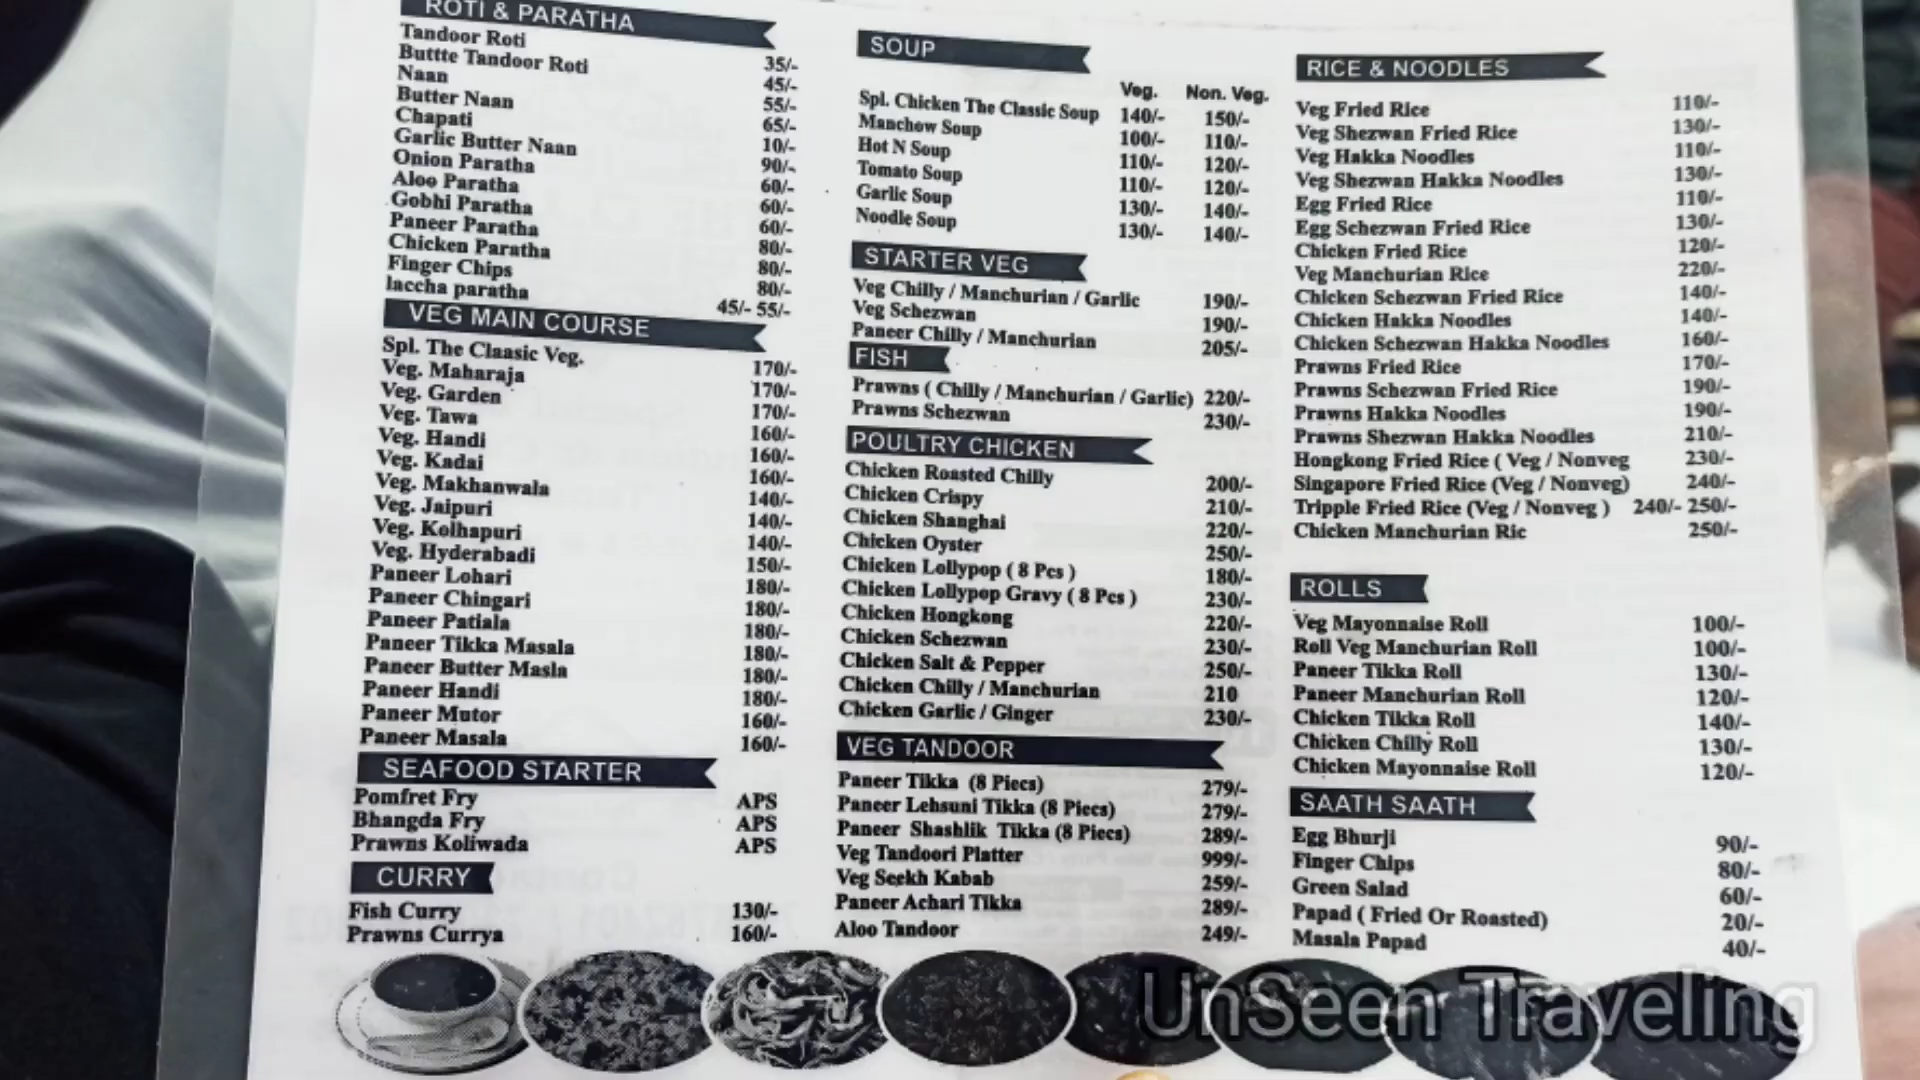 ROTI & PARATHA
Tandoor Roti 35/-
Buttte Tandoor Roti 45/-
Naan 55/-
Butter Naan 65/-
Chapati 10/-
Garlic Butter Naan 90/-
Onion Paratha 60/-
Aloo Paratha 60/-
Gobhi Paratha 60/-
Paneer Paratha 80/-
Chicken Paratha 80/-
Finger Chips 80/-
laccha paratha 45/- 55/-
VEG MAIN COURSE
Spl. The Claasic Veg. 170/-
Veg. Maharaja 170/-
Veg. Garden 170/-
Veg. Tawa 160/-
Veg. Handi 160/-
Veg. Kadai 160/-
Veg. Makhanwala 140/-
Veg. Jaipuri 140/-
Veg. Kolhapuri 140/-
Veg. Hyderabadi 150/-
Paneer Lohari 180/-
Paneer Chingari 180/-
Paneer Patiala 180/-
Paneer Tikka Masala 180/-
Paneer Butter Masla 180/-
Paneer Handi 180/-
Paneer Mutor 160/-
Paneer Masala 160/-
SEAFOOD STARTER
Pomfret Fry APS
Bhangda Fry APS
Prawns Koliwada APS
CURRY
Fish Curry 130/-
Prawns Currya 160/-
SOUP
Veg. Non. Veg.
Spl. Chicken The Classic Soup 140/- 150/-
Manchow Soup 100/- 110/-
Hot N Soup 110/- 120/-
Tomato Soup 110/- 120/-
Garlic Soup 130/- 140/-
Noodle Soup 130/- 140/-
STARTER VEG
Veg Chilly / Manchurian / Garlic 190/-
Veg Schezwan 190/-
Paneer Chilly / Manchurian 205/-
FISH
Prawns ( Chilly / Manchurian / Garlic) 220/-
Prawns Schezwan 230/-
POULTRY CHICKEN
Chicken Roasted Chilly 200/-
Chicken Crispy 210/-
Chicken Shanghai 220/-
Chicken Oyster 250/-
Chicken Lollypop ( 8 Pcs ) 180/-
Chicken Lollypop Gravy ( 8 Pcs ) 230/-
Chicken Hongkong 220/-
Chicken Schezwan 230/-
Chicken Salt & Pepper 250/-
Chicken Chilly / Manchurian 210
Chicken Garlic / Ginger 230/-
VEG TANDOOR
Paneer Tikka (8 Piecs) 279/-
Paneer Lehsuni Tikka (8 Piecs) 279/-
Paneer Shashlik Tikka (8 Piecs) 289/-
Veg Tandoori Platter 999/-
Veg Seekh Kabab 259/-
Paneer Achari Tikka 289/-
Aloo Tandoor 249/-
RICE & NOODLES
Veg Fried Rice 110/-
Veg Shezwan Fried Rice 130/-
Veg Hakka Noodles 110/-
Veg Shezwan Hakka Noodles 130/-
Egg Fried Rice 110/-
Egg Schezwan Fried Rice 130/-
Chicken Fried Rice 120/-
Veg Manchurian Rice 220/-
Chicken Schezwan Fried Rice 140/-
Chicken Hakka Noodles 140/-
Chicken Schezwan Hakka Noodles 160/-
Prawns Fried Rice 170/-
Prawns Schezwan Fried Rice 190/-
Prawns Hakka Noodles 190/-
Prawns Shezwan Hakka Noodles 210/-
Hongkong Fried Rice ( Veg / Nonveg 230/-
Singapore Fried Rice (Veg / Nonveg) 240/-
Tripple Fried Rice (Veg / Nonveg ) 240/- 250/-
Chicken Manchurian Ric 250/-
ROLLS
Veg Mayonnaise Roll 100/-
Roll Veg Manchurian Roll 100/-
Paneer Tikka Roll 130/-
Paneer Manchurian Roll 120/-
Chicken Tikka Roll 140/-
Chicken Chilly Roll 130/-
Chicken Mayonnaise Roll 120/-
SAATH SAATH
Egg Bhurji 90/-
Finger Chips 80/-
Green Salad 60/-
Papad ( Fried Or Roasted) 20/-
Masala Papad 40/-
UnSeen Traveling